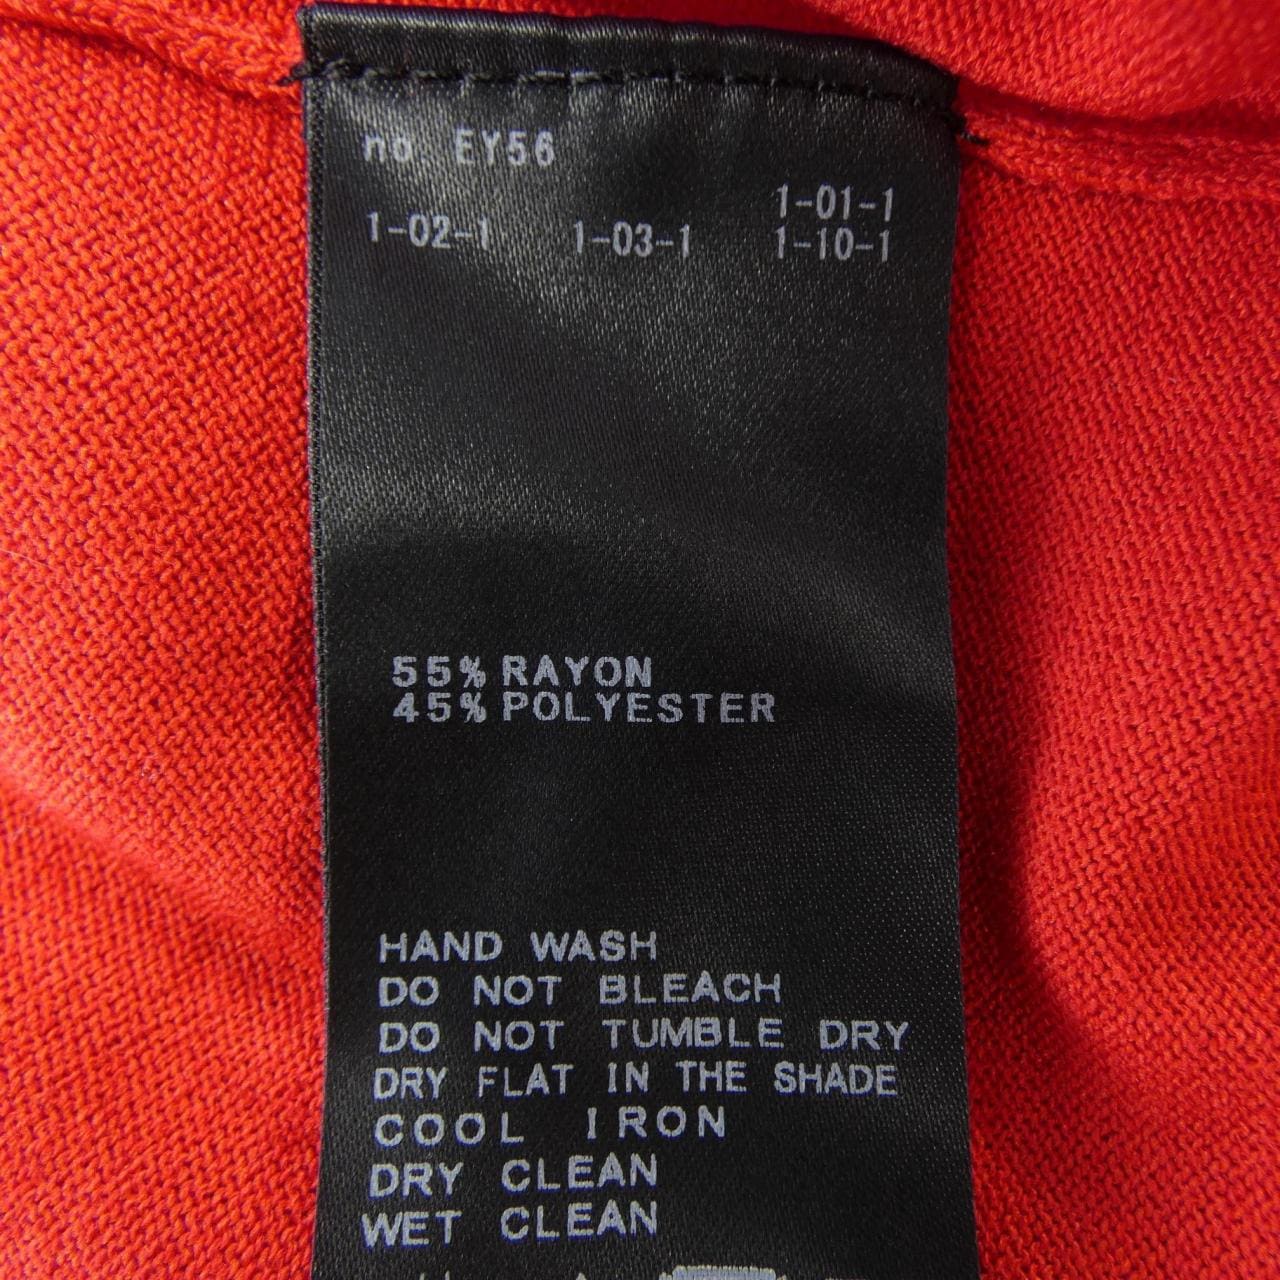 no EY56
1-01-1
1-02-1 1-03-1 1-10-1
55% RAYON
45% POLYESTER
HAND WASH
DO NOT BLEACH
DO NOT TUMBLE DRY
DRY FLAT IN THE SHADE
COOL IRON
DRY CLEAN
WET CLEAN